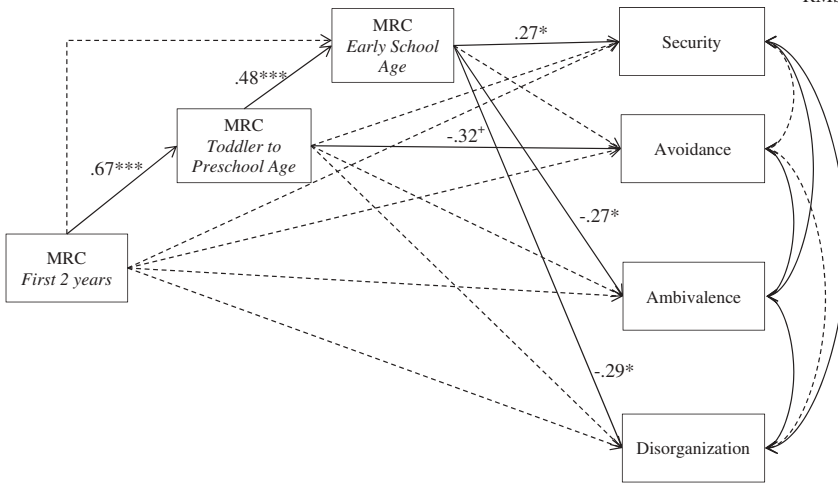 MRC
Early School
Age
.27*
Security
.48***
MRC
Toddler to
Preschool Age
-.32+
Avoidance
.67***
MRC
First 2 years
-.27*
Ambivalence
-.29*
Disorganization